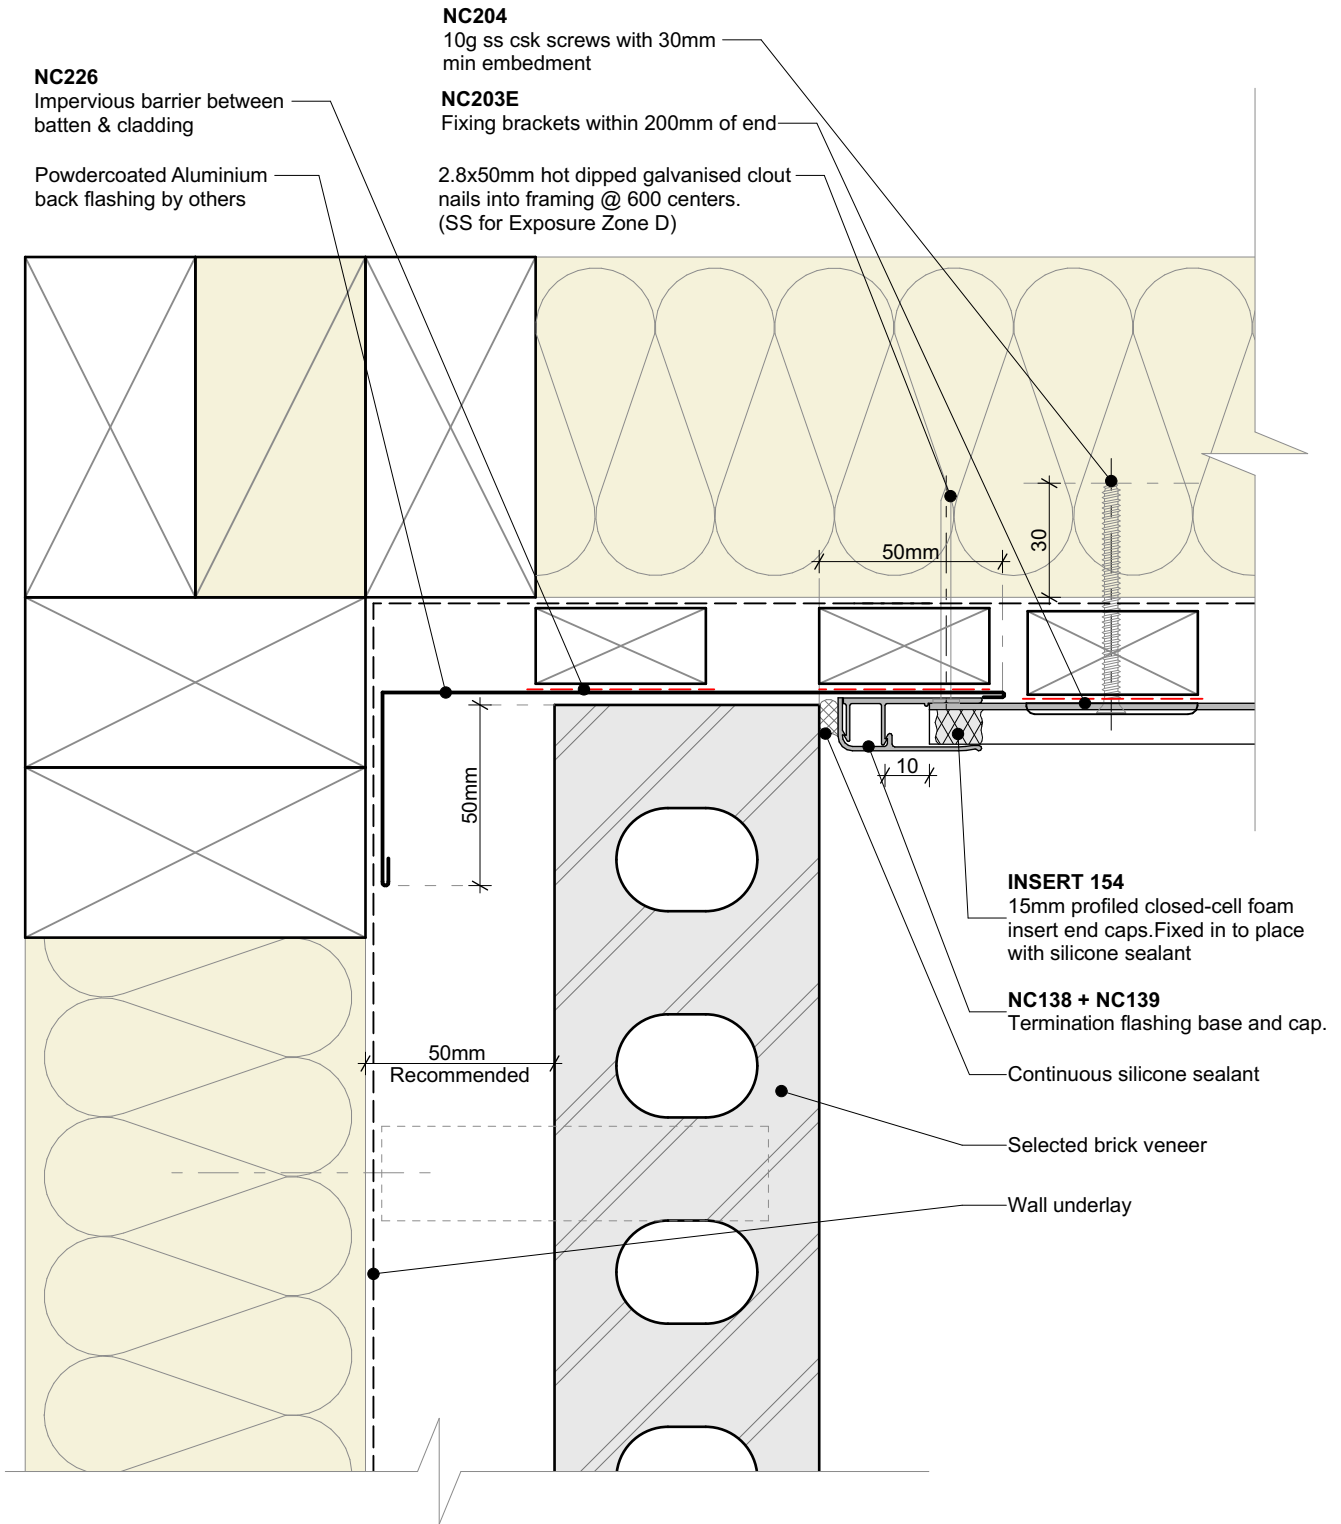 NC204
10g ss csk screws with 30mm
min embedment
NC226
Impervious barrier between
batten & cladding
NC203E
Fixing brackets within 200mm of end
Powdercoated Aluminium
back flashing by others
2.8x50mm hot dipped galvanised clout
nails into framing @ 600 centers.
(SS for Exposure Zone D)
50mm
30
10
50mm
INSERT 154
15mm profiled closed-cell foam
insert end caps.Fixed in to place
with silicone sealant
NC138 + NC139
Termination flashing base and cap.
50mm
Recommended
Continuous silicone sealant
Selected brick veneer
Wall underlay